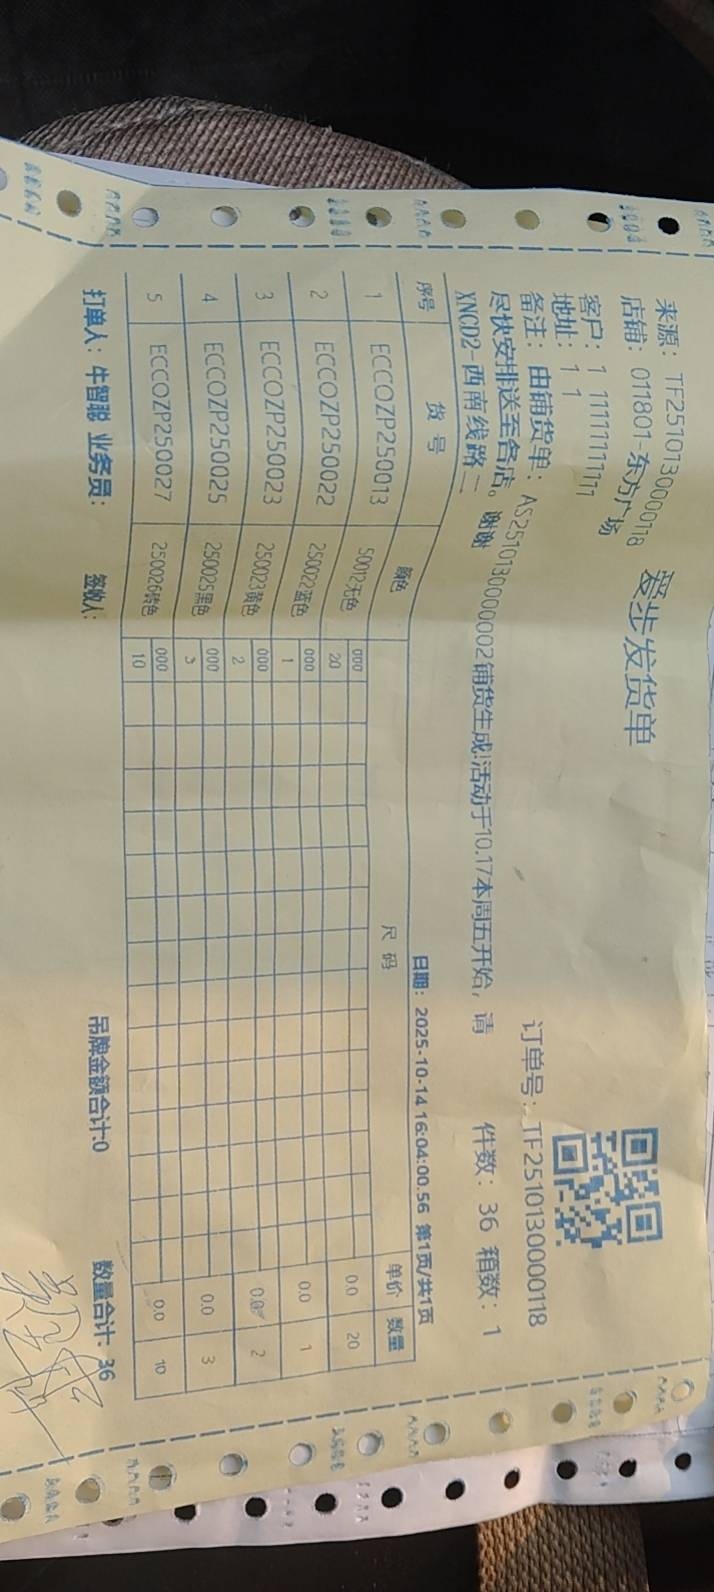 爱步发货单
来源：TF2510130000118
店铺：011801-东方广场
订单号：TF2510130000118
客户：1 11111111111
地址：1 1
备注：由铺货单：AS2510130000002铺货生成!活动于10.17本周五开始，请
尽快安排送至各店。谢谢
件数：36 箱数：1
XNCD2-西南线路二
日期：2025-10-14 16:04:00.56 第1页/共1页
序号 货号 颜色 尺码 单价 数量
1 ECCOZP250013 50012无色 000 20 0.0 20
2 ECCOZP250022 250022蓝色 000 1 0.0 1
3 ECCOZP250023 250023黄色 000 2 0.0 2
4 ECCOZP250025 250025黑色 000 3 0.0 3
5 ECCOZP250027 250026砖色 000 10 0.0 10
打单人：牛智聪 业务员： 签收人： 吊牌金额合计:0 数量合计: 36